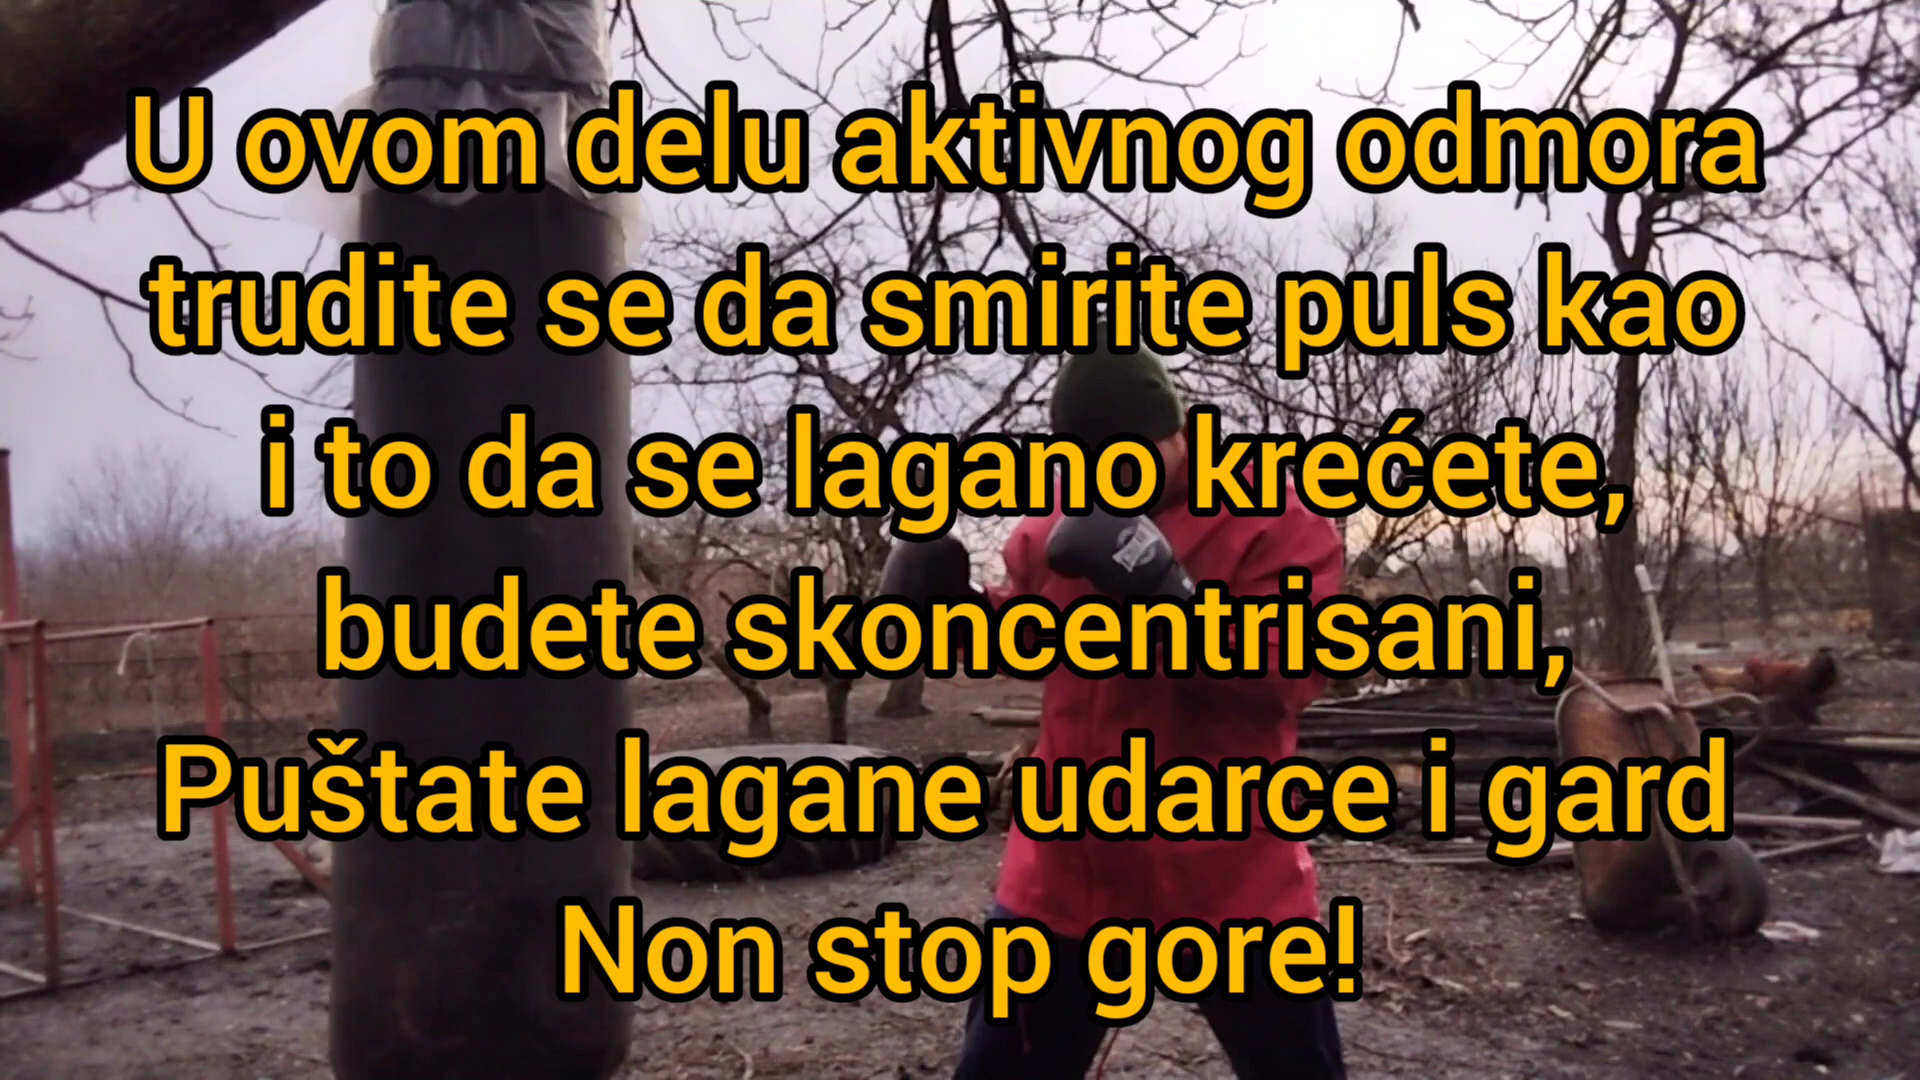 U ovom delu aktivnog odmora
trudite se da smirite puls kao
i to da se lagano krećete,
budete skoncentrisani,
Puštate lagane udarce i gard
Non stop gore!